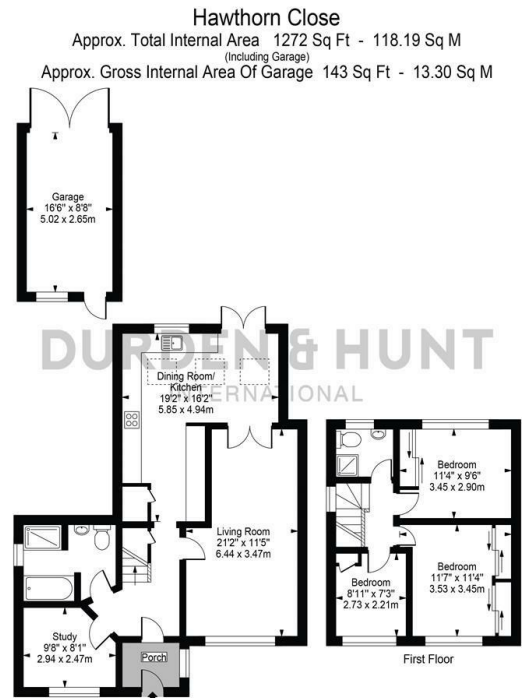 Hawthorn Close
Approx. Total Internal Area 1272 Sq Ft - 118.19 Sq M
(Including Garage)
Approx. Gross Internal Area Of Garage 143 Sq Ft - 13.30 Sq M
Garage
16'6" x 8'8"
5.02 x 2.65m
DURDEN & HUNT
INTERNATIONAL
Dining Room/
Kitchen
19'2" x 16'2"
5.85 x 4.94m
Living Room
21'2" x 11'5"
6.44 x 3.47m
Study
9'8" x 8'1"
2.94 x 2.47m
Porch
Bedroom
11'4" x 9'6"
3.45 x 2.90m
Bedroom
11'7" x 11'4"
3.53 x 3.45m
Bedroom
8'11" x 7'3"
2.73 x 2.21m
First Floor